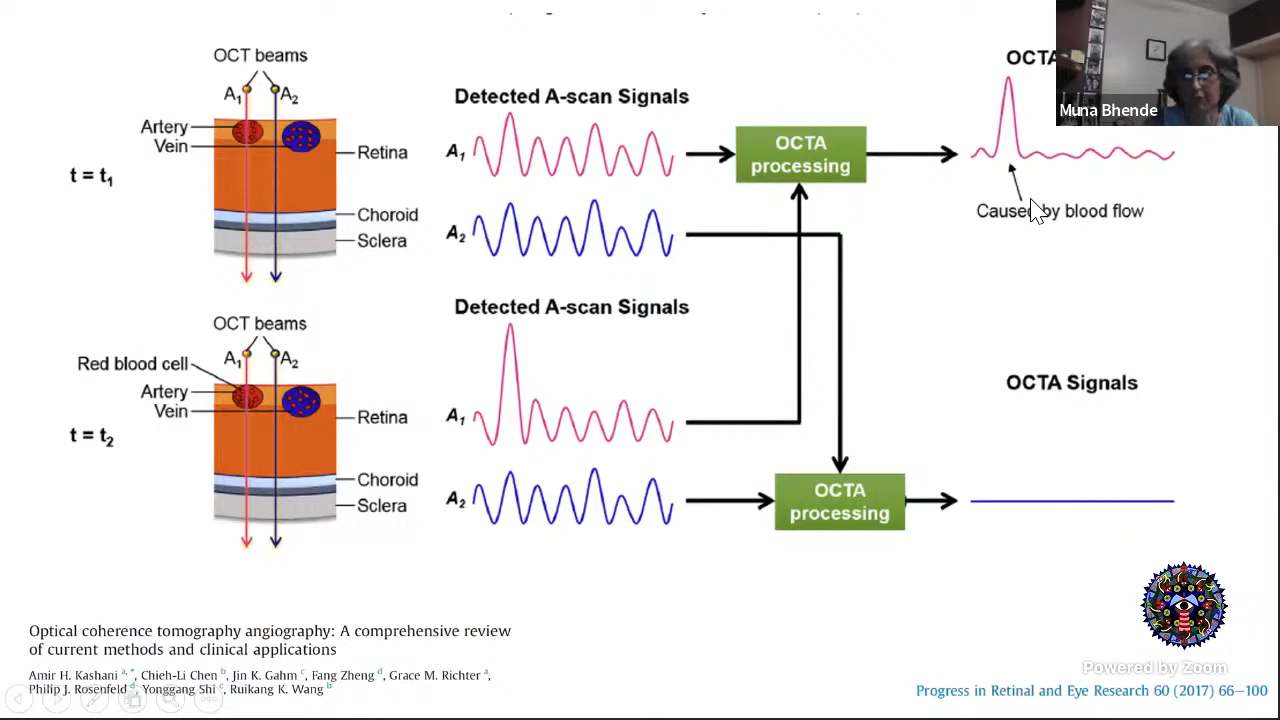 OCT beams
A1 A2
Artery
Vein
Retina
t = t1
Choroid
Sclera
Detected A-scan Signals
A1
A2
OCTA
processing
OCTA
Caused by blood flow
Muna Bhende
OCT beams
A1 A2
Red blood cell
Artery
Vein
Retina
t = t2
Choroid
Sclera
Detected A-scan Signals
A1
A2
OCTA
processing
OCTA Signals
Optical coherence tomography angiography: A comprehensive review
of current methods and clinical applications
Amir H. Kashani a, *, Chieh-Li Chen b, Jin K. Gahm c, Fang Zheng d, Grace M. Richter a,
Philip J. Rosenfeld d, Yonggang Shi c, Ruikang K. Wang b
Powered by Zoom
Progress in Retinal and Eye Research 60 (2017) 66–100